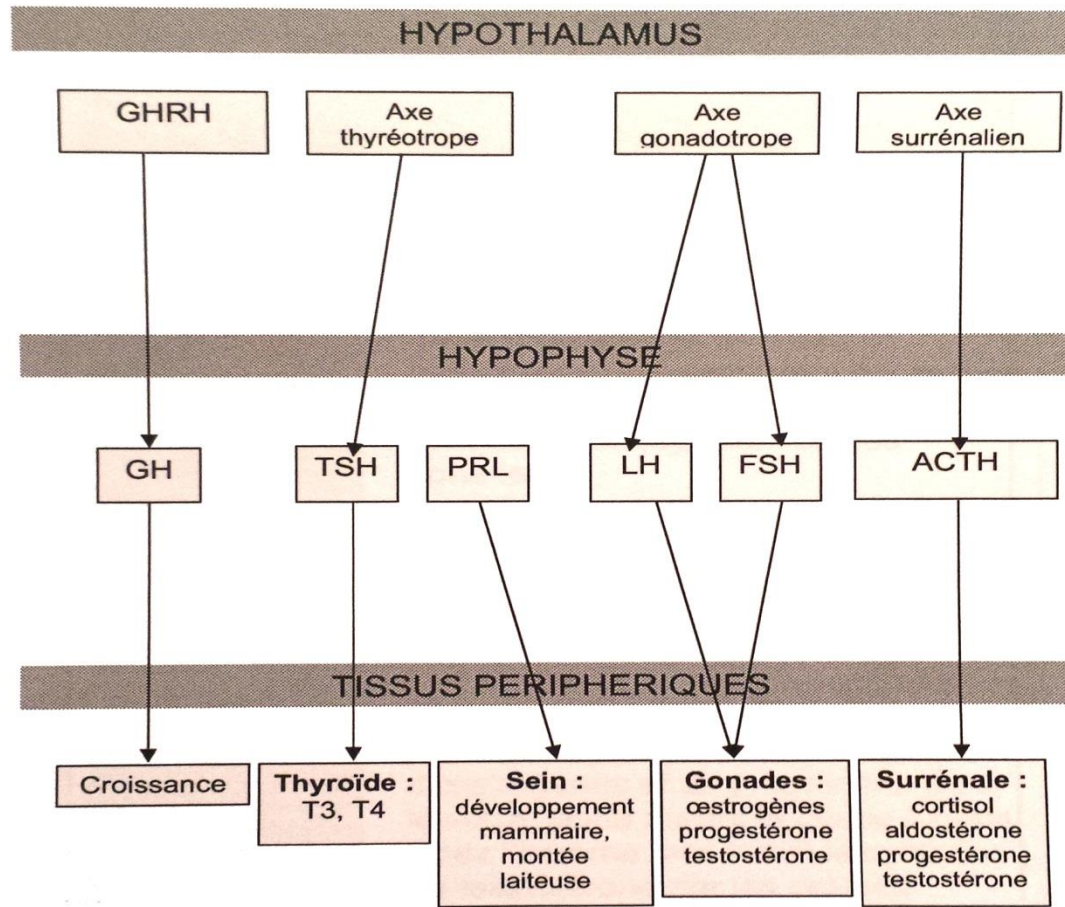 HYPOTHALAMUS
GHRH
Axe
thyréotrope
Axe
gonadotrope
Axe
surrénalien
HYPOPHYSE
GH
TSH
PRL
LH
FSH
ACTH
TISSUS PERIPHERIQUES
Croissance
Thyroïde :
T3, T4
Sein :
développement
mammaire,
montée
laiteuse
Gonades :
œstrogènes
progestérone
testostérone
Surrénale :
cortisol
aldostérone
progestérone
testostérone